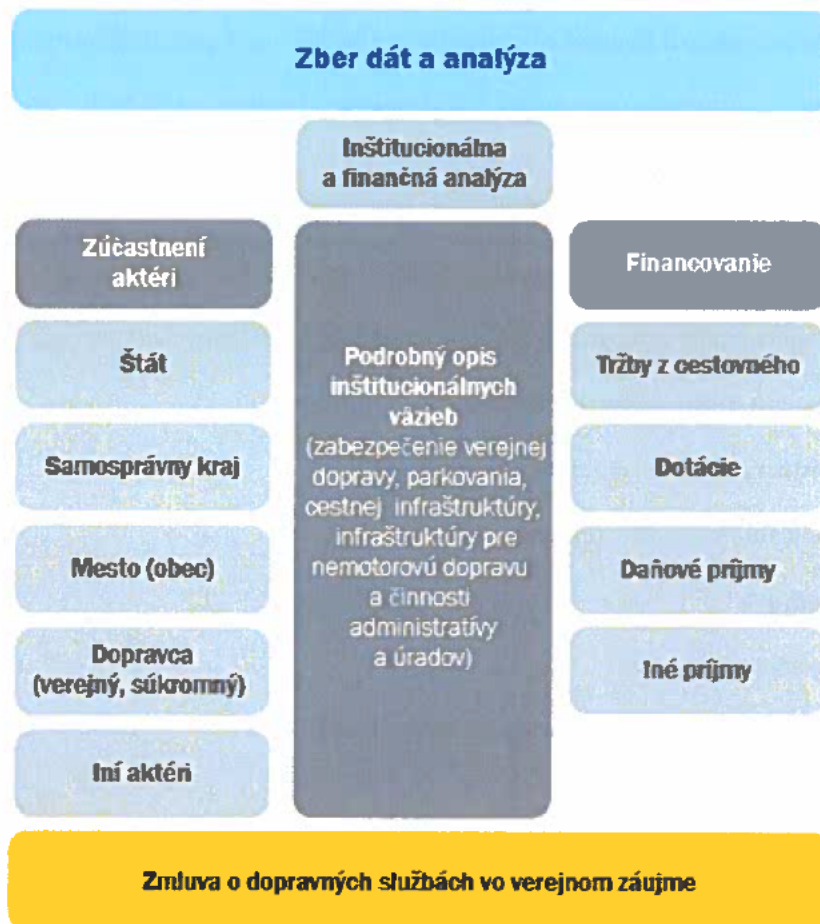 Zber dát a analýza
Inštitucionálna
a finančná analýza
Zúčastnení
aktéri
Štát
Samosprávny kraj
Mesto (obec)
Dopravca
(verejný, súkromný)
Iní aktéri
Podrobný opis
inštitucionálnych
väzieb
(zabezpečenie verejnej
dopravy, parkovania,
cestnej infraštruktúry,
infraštruktúry pre
nemotorovú dopravu
a činnosti
administratívy
a úradov)
Financovanie
Tržby z cestovného
Dotácie
Daňové príjmy
Iné príjmy
Zmluva o dopravných službách vo verejnom záujme